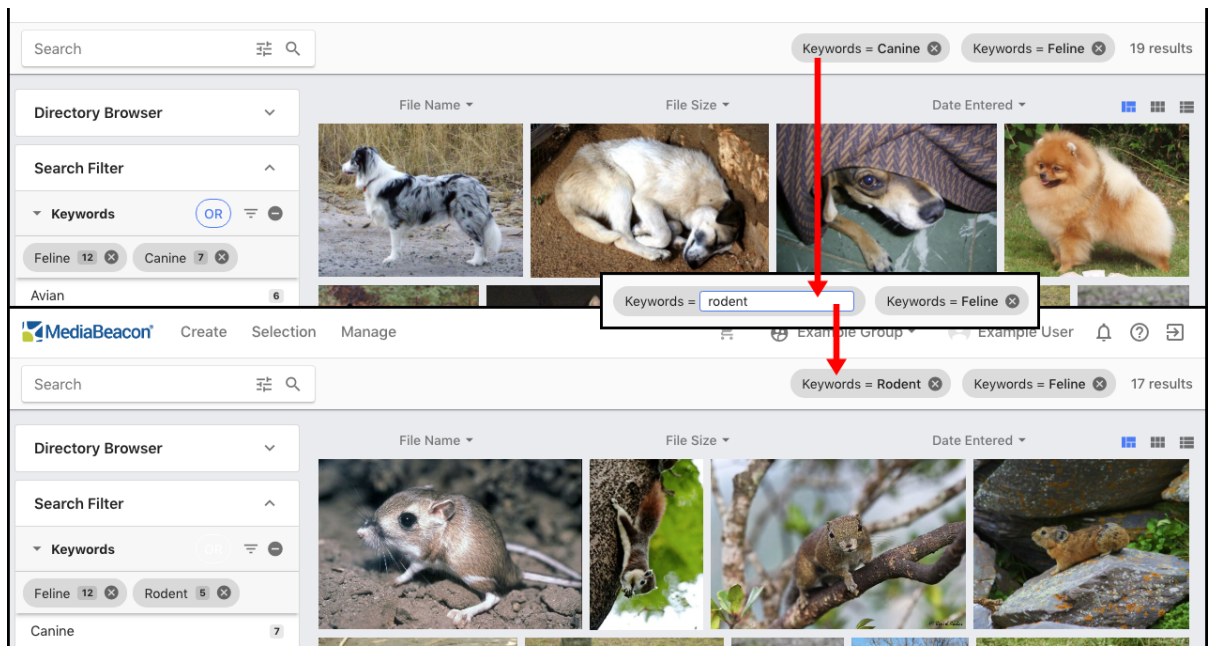 Search
Keywords = Canine
Keywords = Feline
19 results
Directory Browser
File Name
File Size
Date Entered
Search Filter
Keywords
OR
Feline 12
Canine 7
Avian 6
Keywords = rodent
Keywords = Feline
MediaBeacon®
Create
Selection
Manage
Example Group
Example User
Search
Keywords = Rodent
Keywords = Feline
17 results
Directory Browser
File Name
File Size
Date Entered
Search Filter
Keywords
OR
Feline 12
Rodent 5
Canine 7